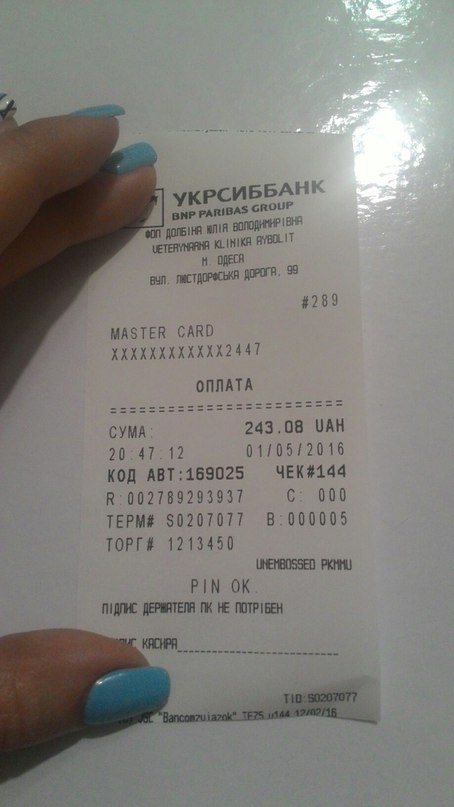 УКРСИББАНК
BNP PARIBAS GROUP
ФОП ДОЛБІНА ЮЛІЯ ВОЛОДИМИРІВНА
VETERYNARNA KLINIKA AYBOLIT
М. ОДЕСА
ВУЛ. ЛЮСТДОРФСЬКА ДОРОГА, 99
#289
MASTER CARD
XXXXXXXXXXXX2447
ОПЛАТА
========================
СУМА: 243.08 UAH
20:47:12 01/05/2016
КОД АВТ:169025 ЧЕК#144
R:002789293937 C: 000
ТЕРМ# S0207077 B:000005
ТОРГ# 1213450
UNEMBOSSED PKMMU
PIN OK.
ПІДПИС ДЕРЖАТЕЛЯ ПК НЕ ПОТРІБЕН
КАСИРА
TID:S0207077
JSC "Bancomzvjazok" TE75 u144 12/02/16